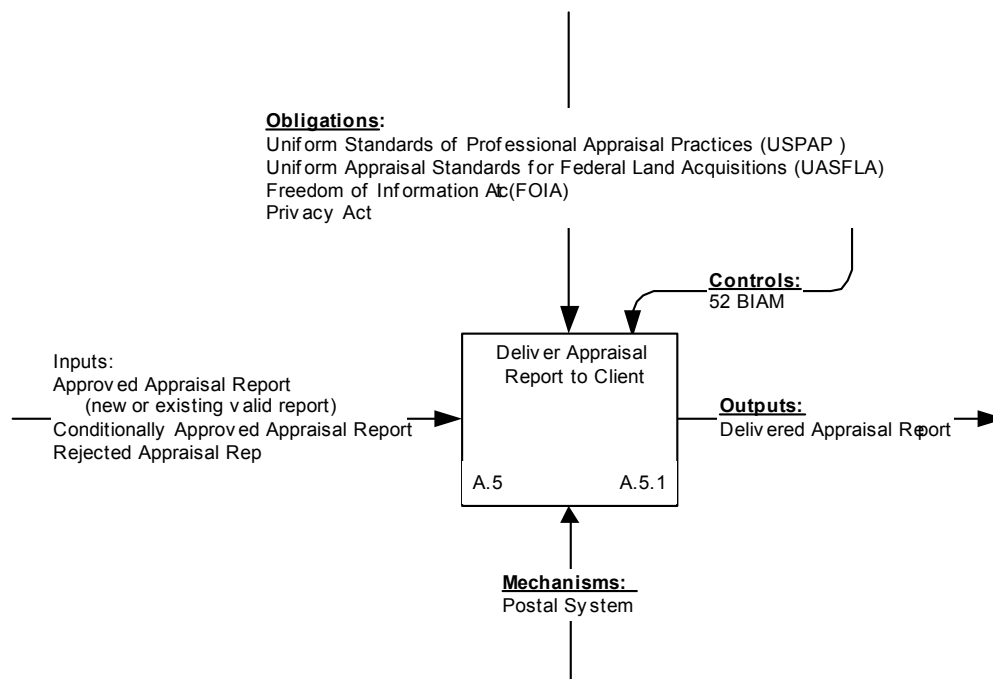 Obligations:
Uniform Standards of Professional Appraisal Practices (USPAP )
Uniform Appraisal Standards for Federal Land Acquisitions (UASFLA)
Freedom of Information Act(FOIA)
Privacy Act
Controls:
52 BIAM
Inputs:
Approved Appraisal Report
(new or existing valid report)
Conditionally Approved Appraisal Report
Rejected Appraisal Rep
Deliver Appraisal
Report to Client
A.5
A.5.1
Outputs:
Delivered Appraisal Report
Mechanisms:
Postal System